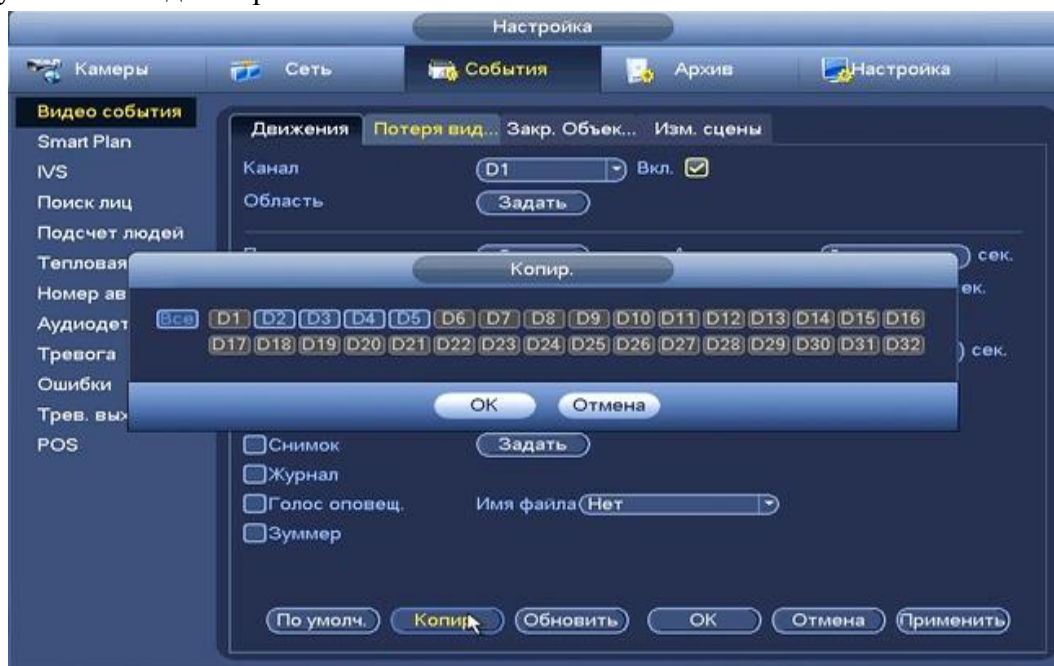 Настройка
Камеры Сеть События Архив Настройка
Видео события
Smart Plan
IVS
Поиск лиц
Подсчет людей
Тепловая
Номер ав
Аудиодет
Тревога
Ошибки
Трев. вых
POS
Движения Потеря вид... Закр. Объек... Изм. сцены
Канал D1 Вкл.
Область Задать
сек.
ек.
сек.
Копир.
Все D1 D2 D3 D4 D5 D6 D7 D8 D9 D10 D11 D12 D13 D14 D15 D16
D17 D18 D19 D20 D21 D22 D23 D24 D25 D26 D27 D28 D29 D30 D31 D32
OK Отмена
Снимок Задать
Журнал
Голос оповещ. Имя файла Нет
Зуммер
По умолч. Копир. Обновить OK Отмена Применить